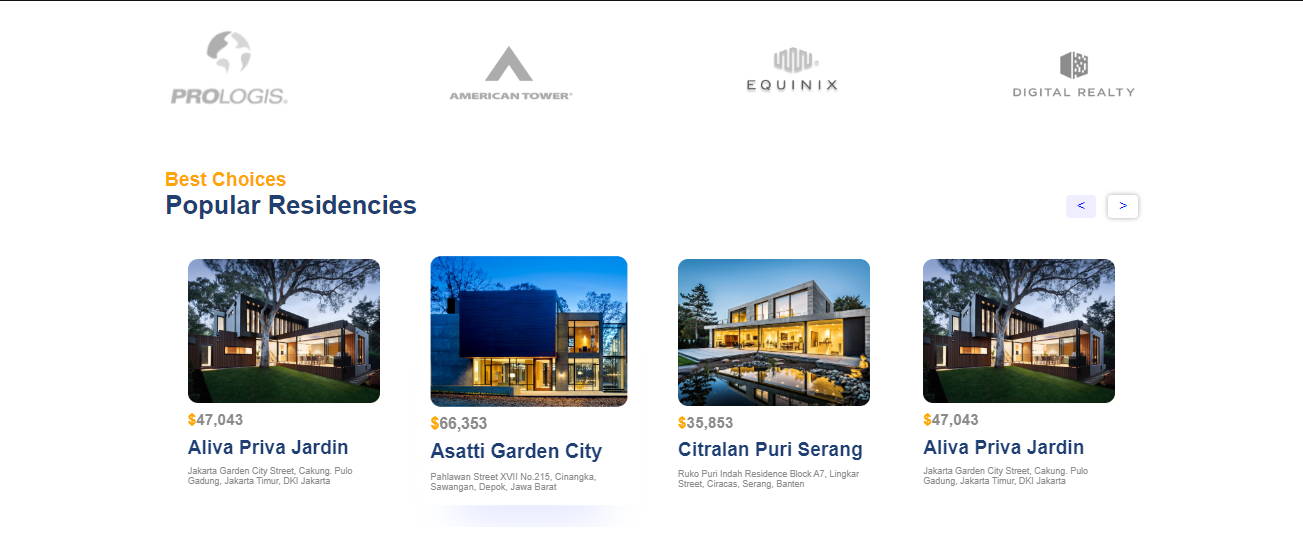 PROLOGIS®
AMERICAN TOWER®
EQUINIX
DIGITAL REALTY
Best Choices
Popular Residencies
<
>
$47,043
Aliva Priva Jardin
Jakarta Garden City Street, Cakung. Pulo
Gadung, Jakarta Timur, DKI Jakarta
$66,353
Asatti Garden City
Pahlawan Street XVII No.215, Cinangka,
Sawangan, Depok, Jawa Barat
$35,853
Citralan Puri Serang
Ruko Puri Indah Residence Block A7, Lingkar
Street, Ciracas, Serang, Banten
$47,043
Aliva Priva Jardin
Jakarta Garden City Street, Cakung. Pulo
Gadung, Jakarta Timur, DKI Jakarta